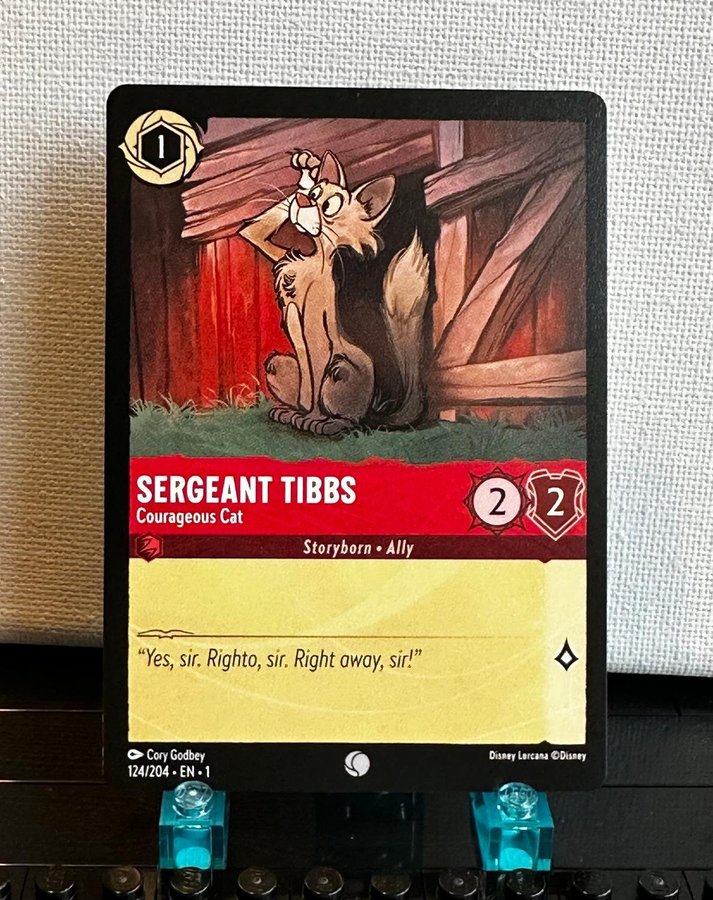 1
SERGEANT TIBBS
Courageous Cat
2
2
Storyborn • Ally
“Yes, sir. Righto, sir. Right away, sir!”
Cory Godbey
124/204 • EN • 1
Disney Lorcana ©Disney